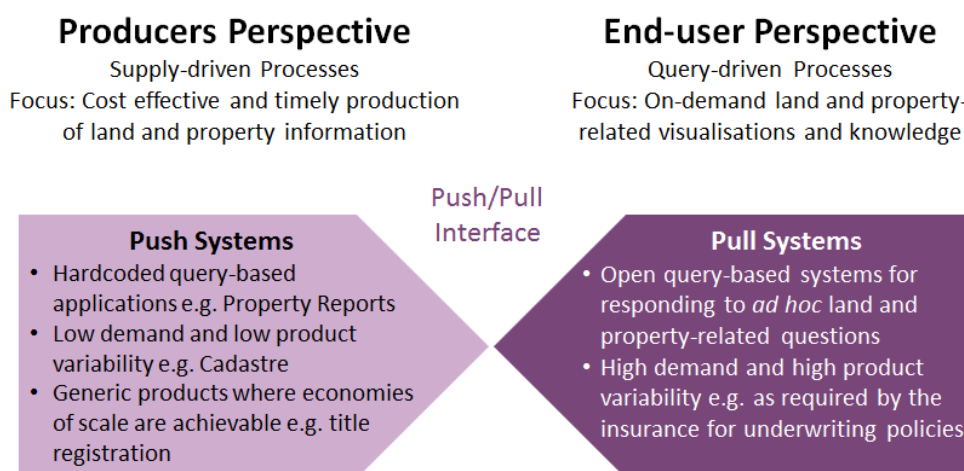 Producers Perspective
Supply-driven Processes
Focus: Cost effective and timely production
of land and property information
End-user Perspective
Query-driven Processes
Focus: On-demand land and property-
related visualisations and knowledge
Push/Pull
Interface
Push Systems
• Hardcoded query-based
applications e.g. Property Reports
• Low demand and low product
variability e.g. Cadastre
• Generic products where economies
of scale are achievable e.g. title
registration
Pull Systems
• Open query-based systems for
responding to ad hoc land and
property-related questions
• High demand and high product
variability e.g. as required by the
insurance for underwriting policies